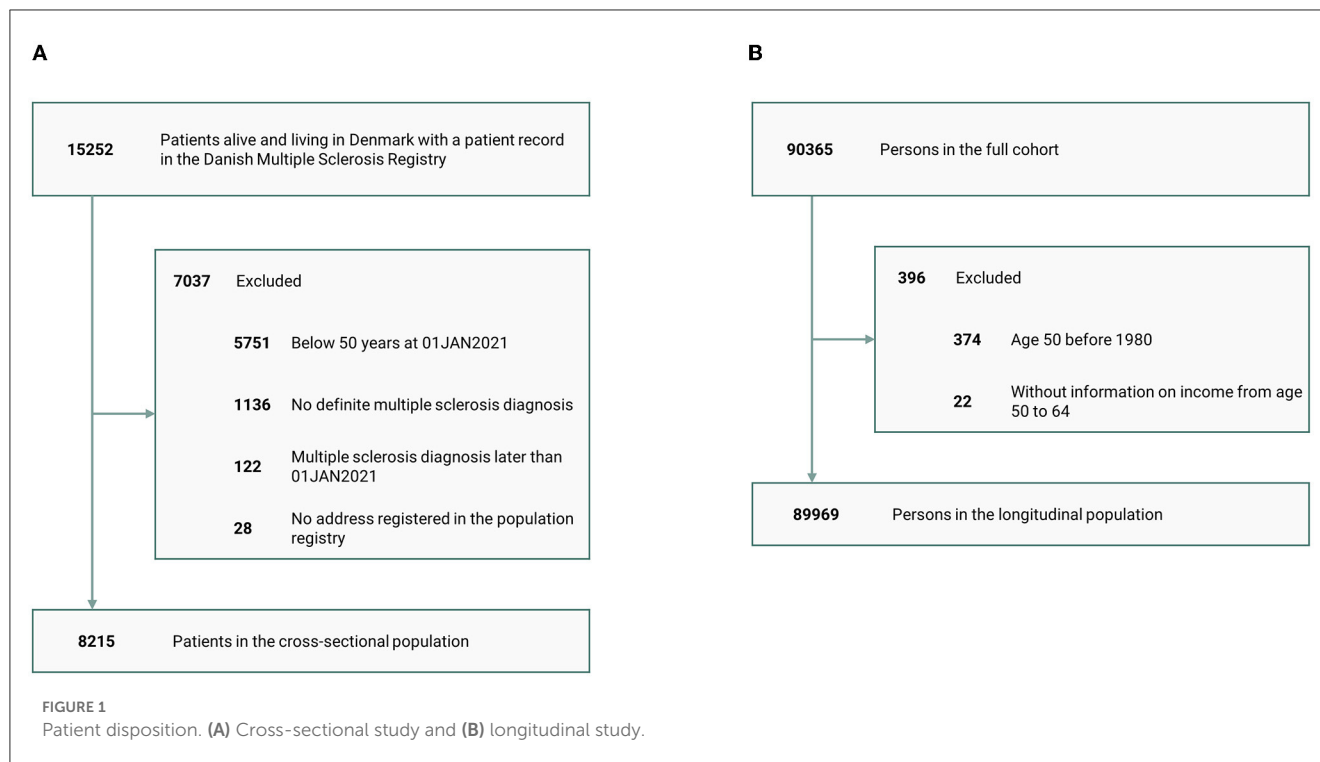 A
15252
Patients alive and living in Denmark with a patient record
in the Danish Multiple Sclerosis Registry
7037 Excluded
5751 Below 50 years at 01JAN2021
1136 No definite multiple sclerosis diagnosis
122
Multiple sclerosis diagnosis later than
01JAN2021
28
No address registered in the population
registry
8215 Patients in the cross-sectional population
B
90365 Persons in the full cohort
396 Excluded
374 Age 50 before 1980
22
Without information on income from age
50 to 64
89969 Persons in the longitudinal population
FIGURE 1
Patient disposition. (A) Cross-sectional study and (B) longitudinal study.